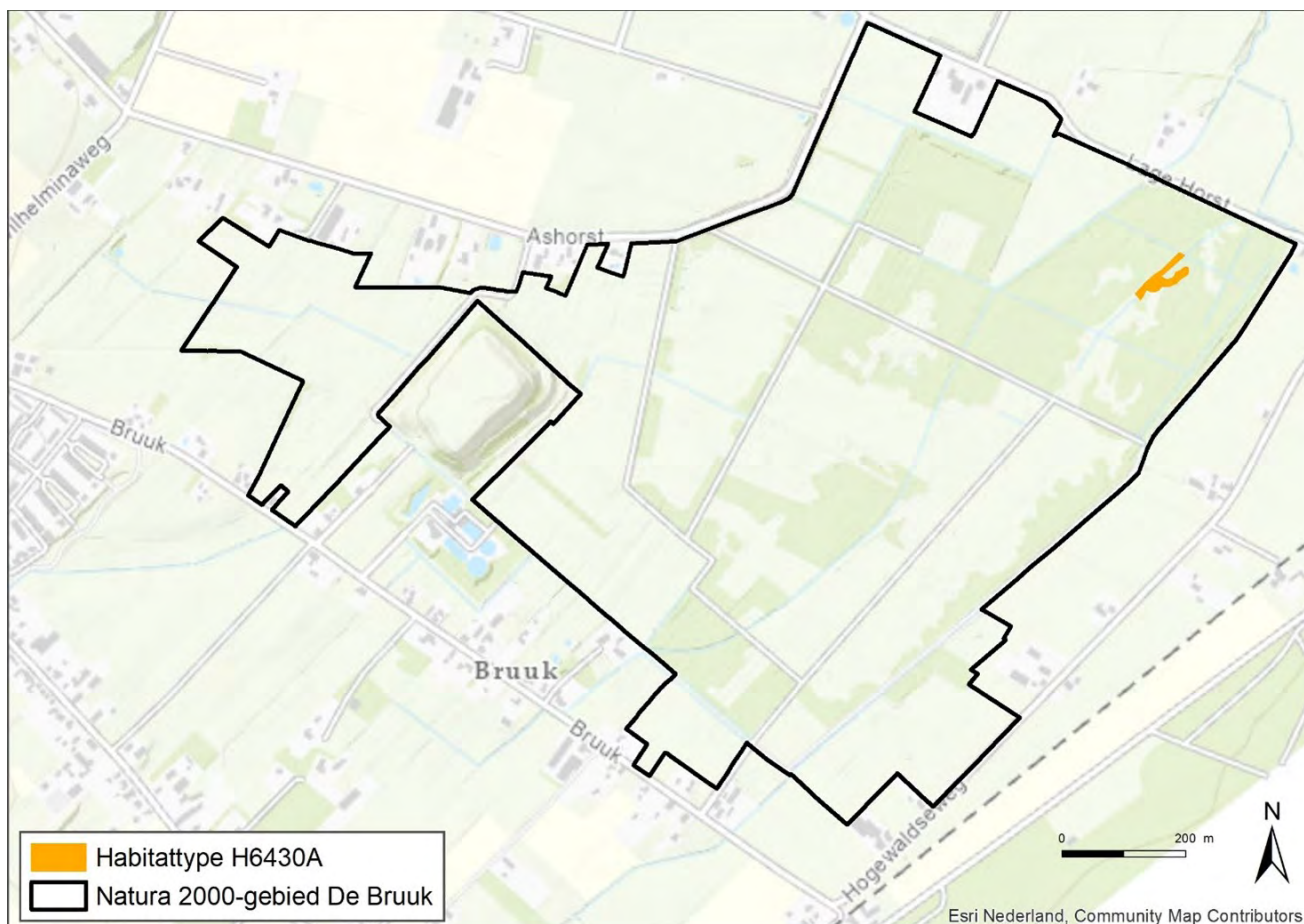 Lage Horst
lhelminaweg
Ashorst
Bruuk
Bruuk
Bruuk
Hogewaldseweg
N
0 200 m
Habitattype H6430A
Natura 2000-gebied De Bruuk
Esri Nederland, Community Map Contributors